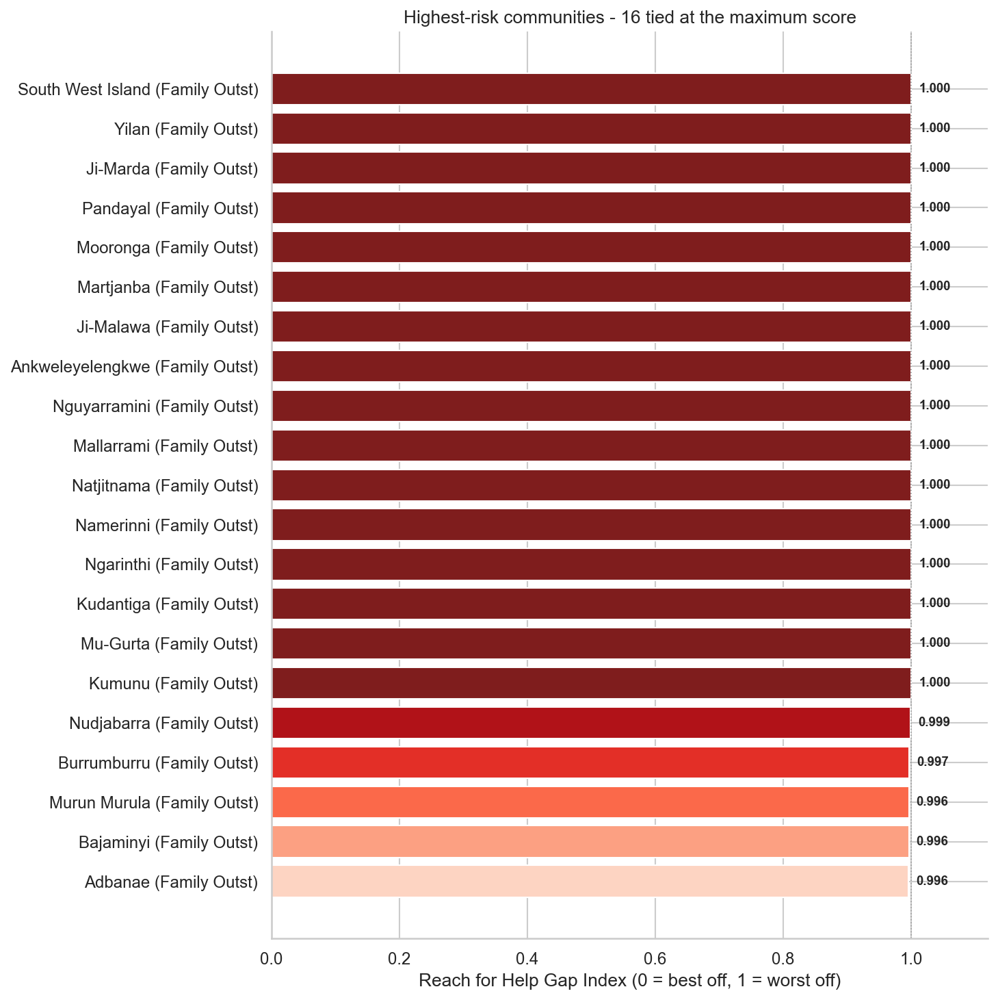 Highest-risk communities - 16 tied at the maximum score
South West Island (Family Outst) 1.000
Yilan (Family Outst) 1.000
Ji-Marda (Family Outst) 1.000
Pandayal (Family Outst) 1.000
Mooronga (Family Outst) 1.000
Martjanba (Family Outst) 1.000
Ji-Malawa (Family Outst) 1.000
Ankweleyelengkwe (Family Outst) 1.000
Nguyarramini (Family Outst) 1.000
Mallarrami (Family Outst) 1.000
Natjitnama (Family Outst) 1.000
Namerinni (Family Outst) 1.000
Ngarinthi (Family Outst) 1.000
Kudantiga (Family Outst) 1.000
Mu-Gurta (Family Outst) 1.000
Kumunu (Family Outst) 1.000
Nudjabarra (Family Outst) 0.999
Burrumburru (Family Outst) 0.997
Murun Murula (Family Outst) 0.996
Bajaminyi (Family Outst) 0.996
Adbanae (Family Outst) 0.996
0.0 0.2 0.4 0.6 0.8 1.0
Reach for Help Gap Index (0 = best off, 1 = worst off)